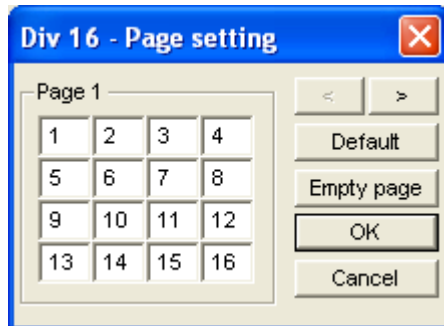 Div 16 - Page setting
Page 1
1 2 3 4
5 6 7 8
9 10 11 12
13 14 15 16
< >
Default
Empty page
OK
Cancel